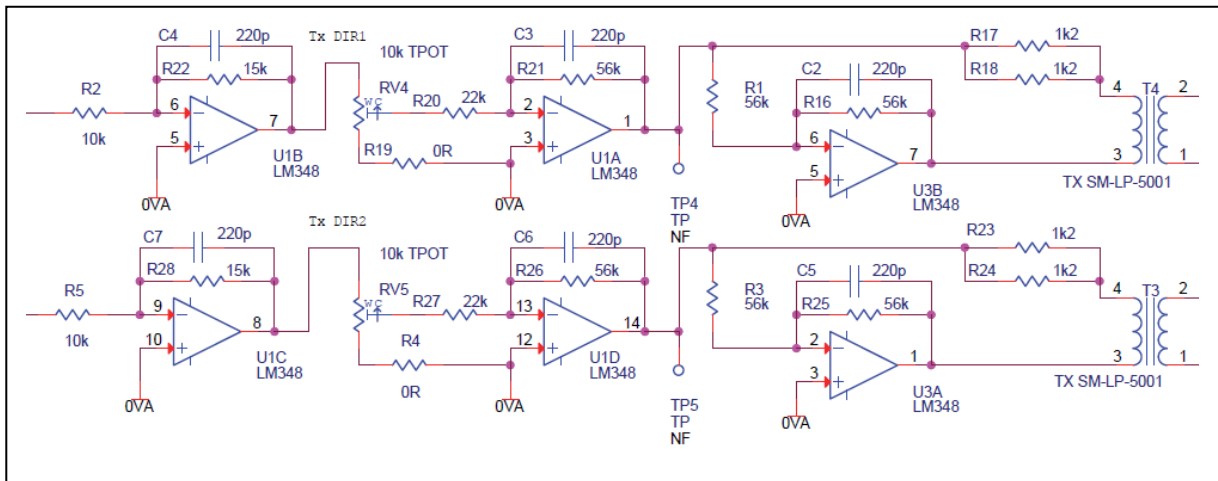 C4 220p
Tx DIR1
R22 15k
R2
10k
6
5
7
U1B
LM348
0VA
10k TPOT
RV4
WC
R20 22k
R19 0R
C3 220p
R21 56k
2
3
1
U1A
LM348
0VA
TP4
TP
NF
R1
56k
C2 220p
R16 56k
6
5
7
U3B
LM348
0VA
R17 1k2
R18 1k2
4 T4 2
3 1
TX SM-LP-5001
C7 220p
Tx DIR2
R28 15k
R5
10k
9
10
8
U1C
LM348
0VA
10k TPOT
RV5
WC
R27 22k
R4
0R
C6 220p
R26 56k
13
12
14
U1D
LM348
0VA
TP5
TP
NF
R3
56k
C5 220p
R25 56k
2
3
1
U3A
LM348
0VA
R23 1k2
R24 1k2
4 T3 2
3 1
TX SM-LP-5001